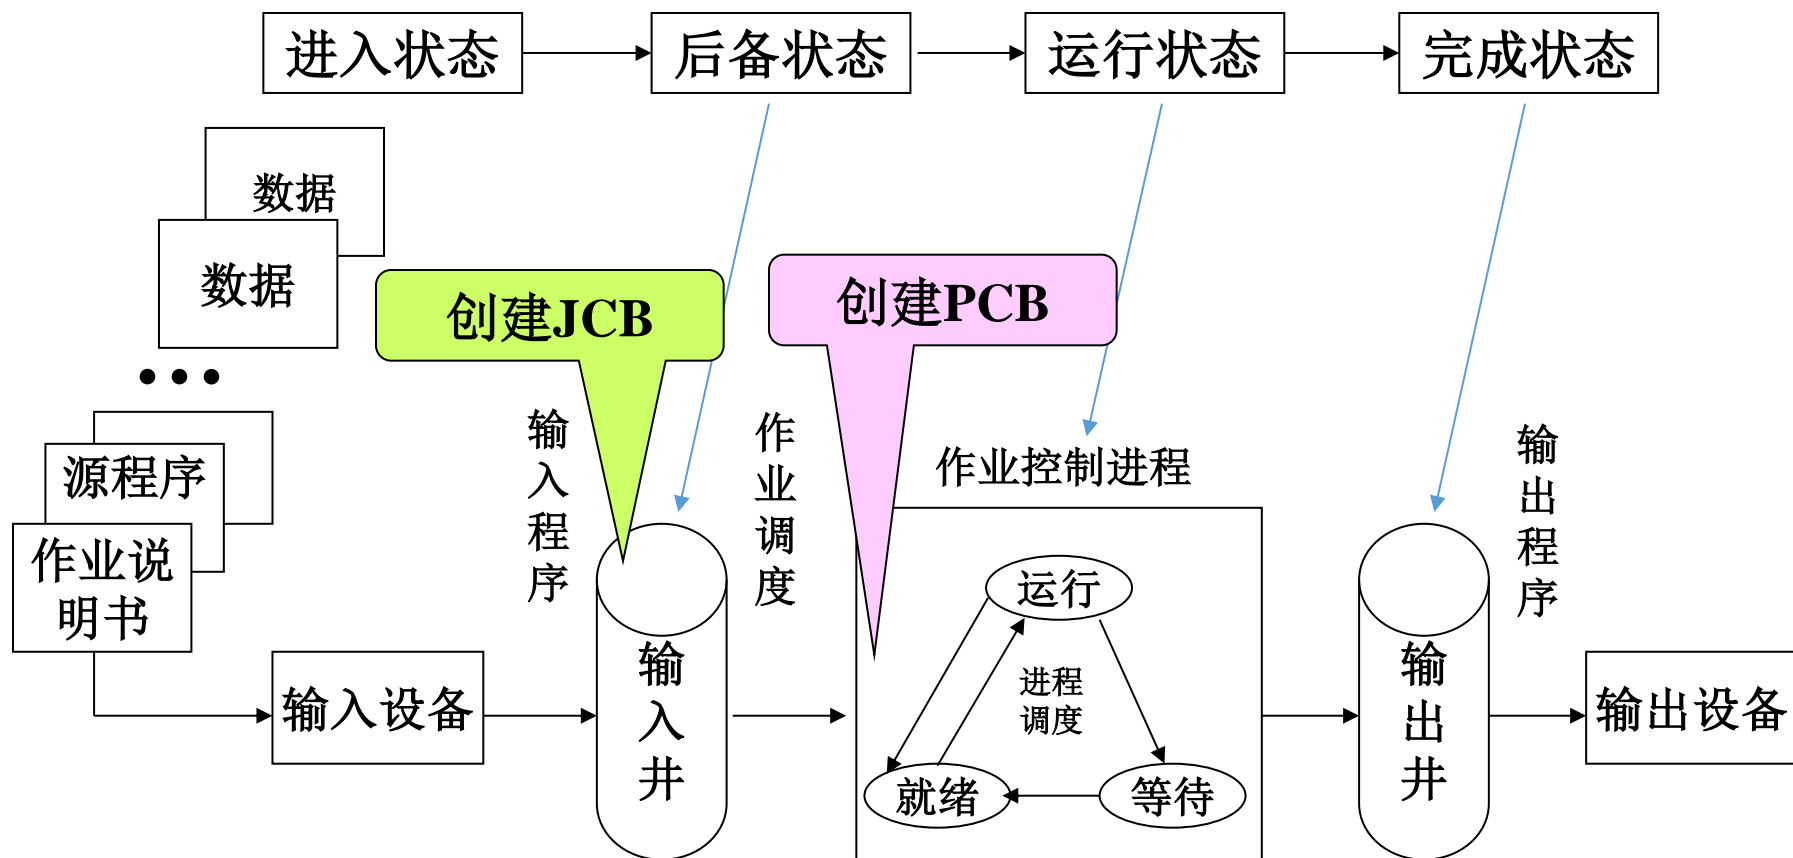 进入状态
后备状态
运行状态
完成状态
数据
数据
创建JCB
创建PCB
•••
源程序
作业说
明书
输入程序
作业调度
作业控制进程
输出程序
运行
进程
调度
就绪
等待
输入设备
输入井
输出井
输出设备